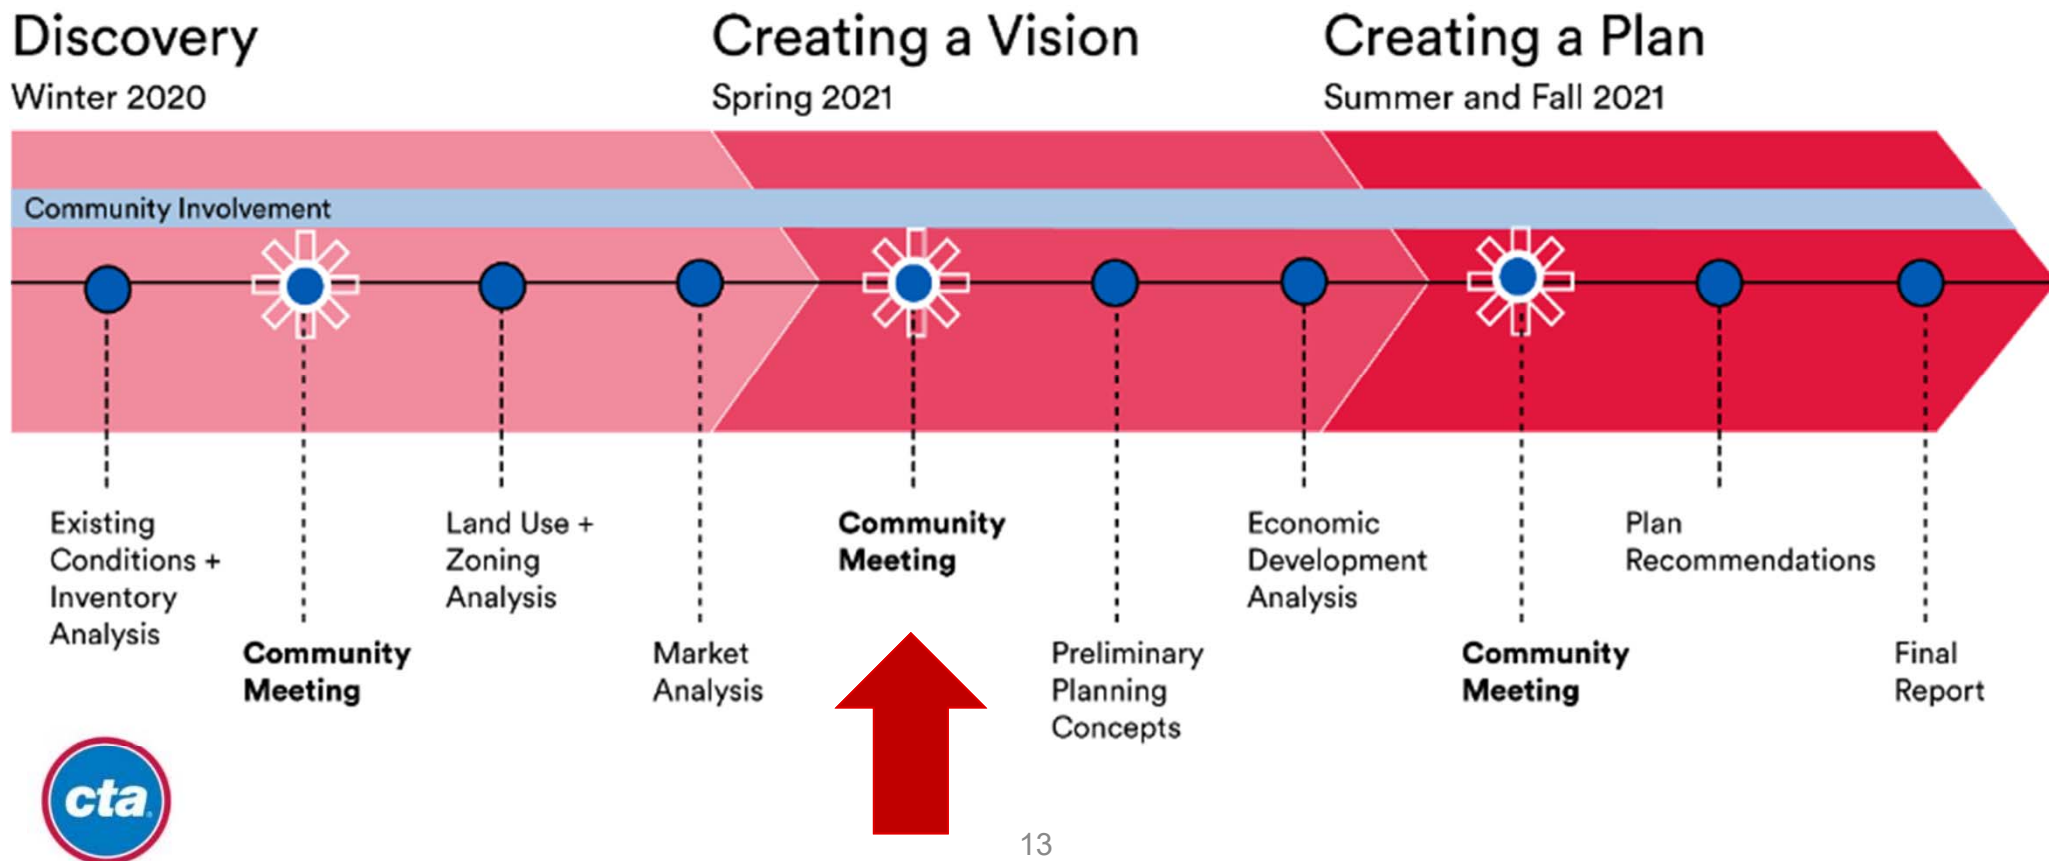 Discovery
Winter 2020
Creating a Vision
Spring 2021
Creating a Plan
Summer and Fall 2021
Community Involvement
Existing
Conditions +
Inventory
Analysis
Community
Meeting
Land Use +
Zoning
Analysis
Market
Analysis
Community
Meeting
Preliminary
Planning
Concepts
Economic
Development
Analysis
Community
Meeting
Plan
Recommendations
Final
Report
cta
13